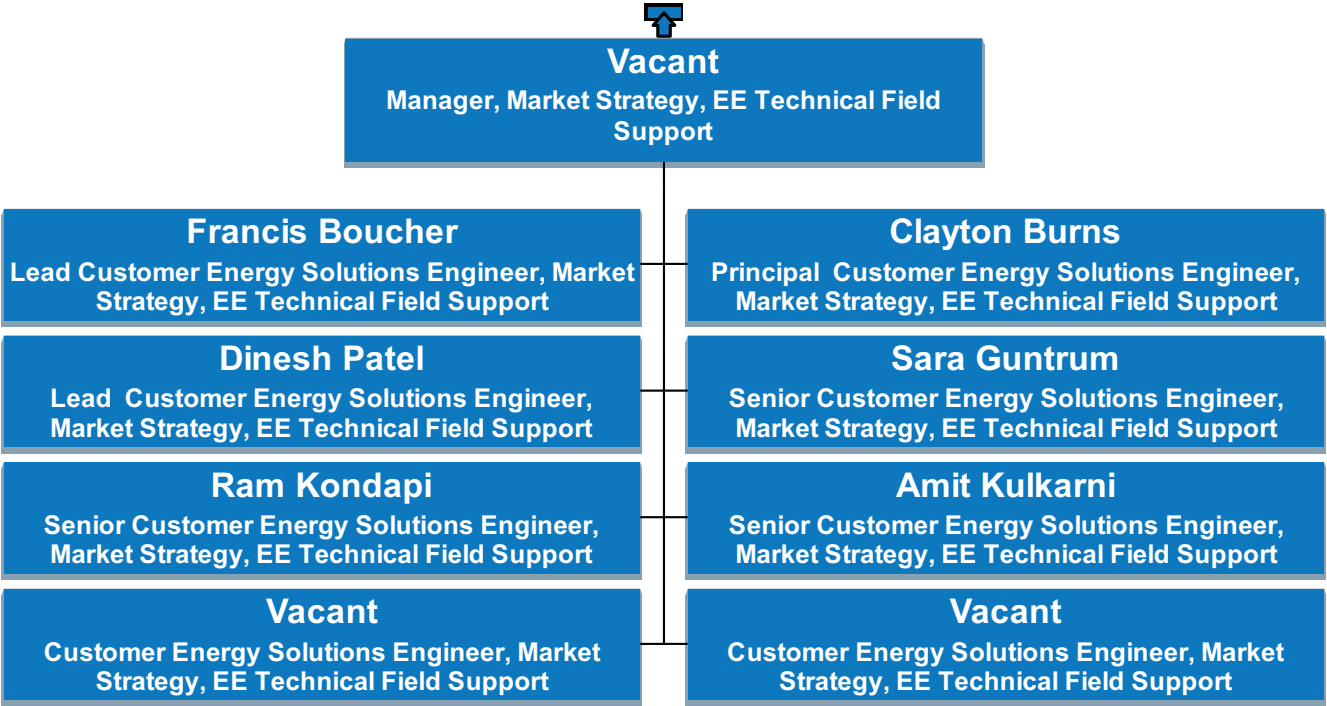 Vacant
Manager, Market Strategy, EE Technical Field
Support
Francis Boucher
Lead Customer Energy Solutions Engineer, Market
Strategy, EE Technical Field Support
Clayton Burns
Principal  Customer Energy Solutions Engineer,
Market Strategy, EE Technical Field Support
Dinesh Patel
Lead  Customer Energy Solutions Engineer,
Market Strategy, EE Technical Field Support
Sara Guntrum
Senior Customer Energy Solutions Engineer,
Market Strategy, EE Technical Field Support
Ram Kondapi
Senior Customer Energy Solutions Engineer,
Market Strategy, EE Technical Field Support
Amit Kulkarni
Senior Customer Energy Solutions Engineer,
Market Strategy, EE Technical Field Support
Vacant
Customer Energy Solutions Engineer, Market
Strategy, EE Technical Field Support
Vacant
Customer Energy Solutions Engineer, Market
Strategy, EE Technical Field Support